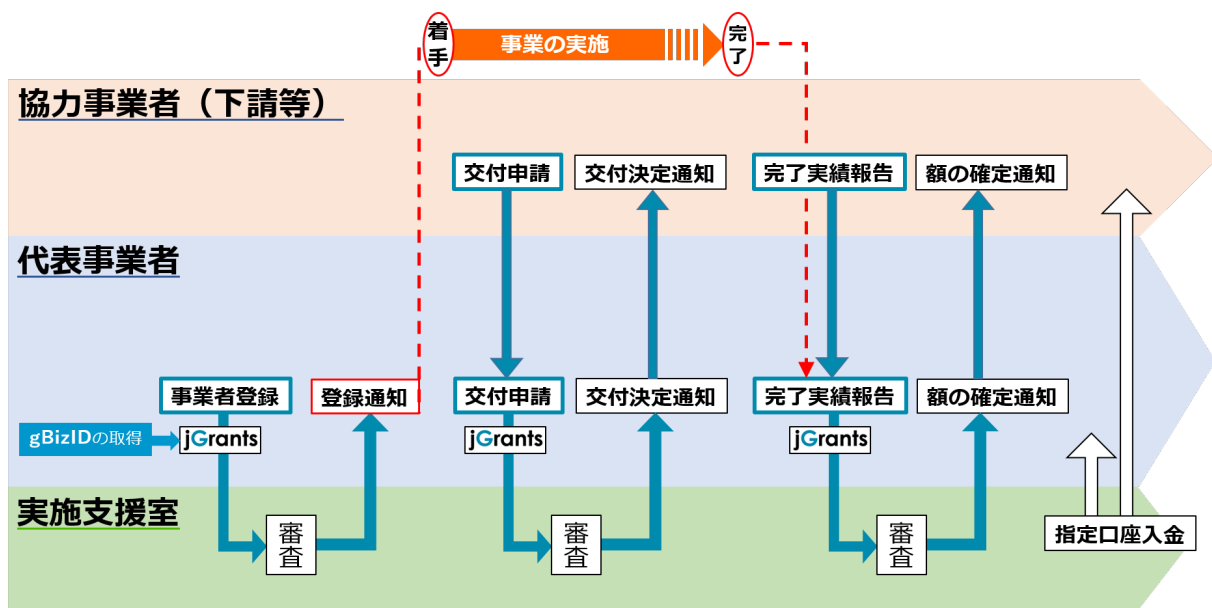 着手
事業の実施
完了
協力事業者（下請等）
交付申請
交付決定通知
完了実績報告
額の確定通知
代表事業者
事業者登録
登録通知
交付申請
交付決定通知
完了実績報告
額の確定通知
gBizIDの取得
jGrants
jGrants
jGrants
実施支援室
審査
審査
審査
指定口座入金